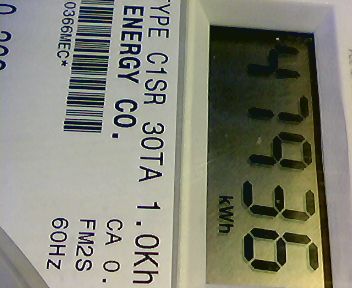 47936
kWh
TYPE C1SR 30TA 1.0Kh
ENERGY CO.
CA 0.
FM2S
60HZ
0366MEC*